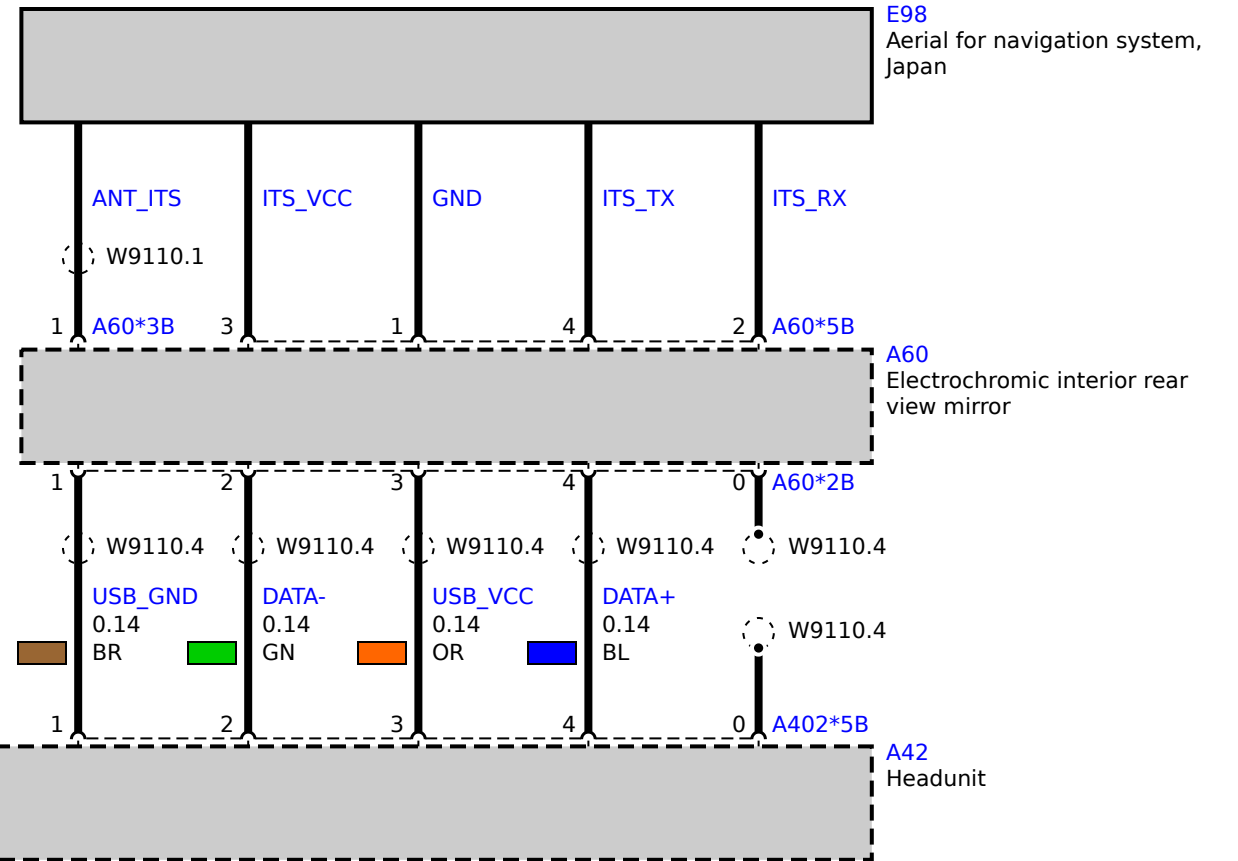 E98
Aerial for navigation system,
Japan
ANT_ITS ITS_VCC GND ITS_TX ITS_RX
W9110.1
1 A60*3B 3 1 4 2 A60*5B
A60
Electrochromic interior rear
view mirror
1 2 3 4 0 A60*2B
W9110.4 W9110.4 W9110.4 W9110.4 W9110.4
USB_GND DATA- USB_VCC DATA+
0.14 0.14 0.14 0.14 W9110.4
BR GN OR BL
1 2 3 4 0 A402*5B
A42
Headunit